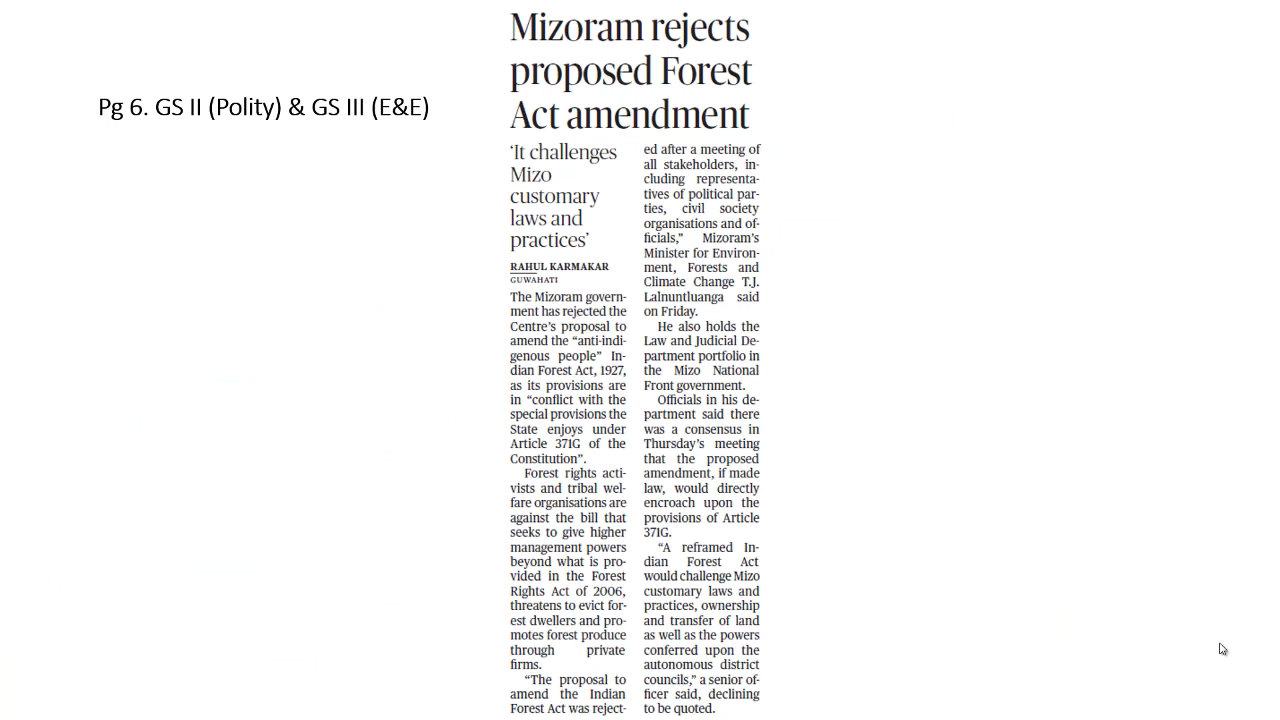 Pg 6. GS II (Polity) & GS III (E&E)
Mizoram rejects
proposed Forest
Act amendment
‘It challenges
Mizo
customary
laws and
practices’
RAHUL KARMAKAR
GUWAHATI
The Mizoram govern-
ment has rejected the
Centre’s proposal to
amend the “anti-indi-
genous people” In-
dian Forest Act, 1927,
as its provisions are
in “conflict with the
special provisions the
State enjoys under
Article 371G of the
Constitution”.
Forest rights acti-
vists and tribal wel-
fare organisations are
against the bill that
seeks to give higher
management powers
beyond what is pro-
vided in the Forest
Rights Act of 2006,
threatens to evict for-
est dwellers and pro-
motes forest produce
through private
firms.
“The proposal to
amend the Indian
Forest Act was reject-
ed after a meeting of
all stakeholders, in-
cluding representa-
tives of political par-
ties, civil society
organisations and of-
ficials,” Mizoram’s
Minister for Environ-
ment, Forests and
Climate Change T.J.
Lalnuntluanga said
on Friday.
He also holds the
Law and Judicial De-
partment portfolio in
the Mizo National
Front government.
Officials in his de-
partment said there
was a consensus in
Thursday’s meeting
that the proposed
amendment, if made
law, would directly
encroach upon the
provisions of Article
371G.
“A reframed In-
dian Forest Act
would challenge Mizo
customary laws and
practices, ownership
and transfer of land
as well as the powers
conferred upon the
autonomous district
councils,” a senior of-
ficer said, declining
to be quoted.